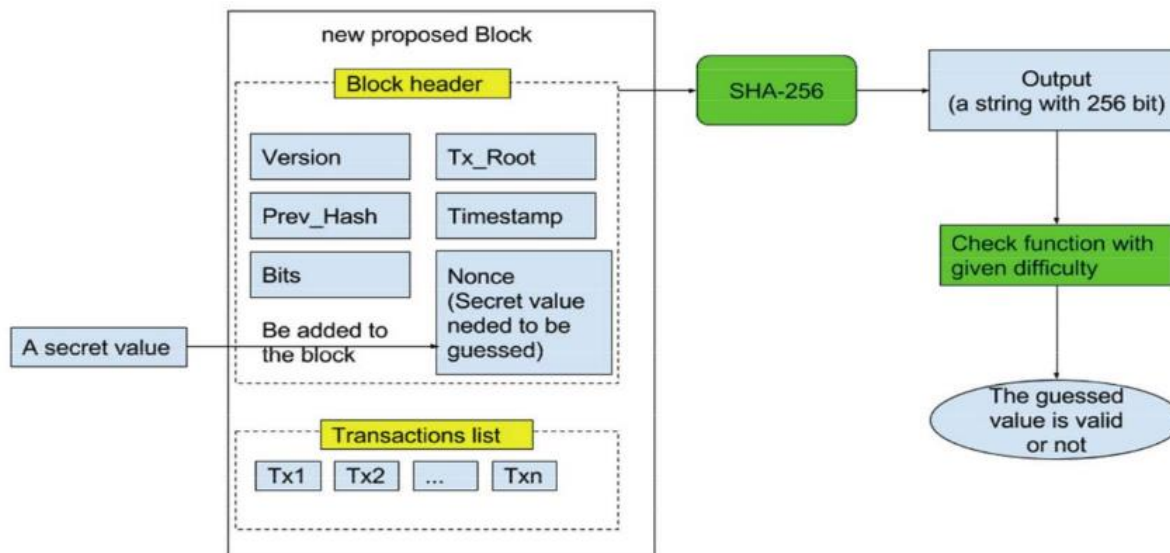 new proposed Block
Block header
Version
Tx_Root
Prev_Hash
Timestamp
Bits
Nonce
(Secret value
neded to be
guessed)
A secret value
Be added to
the block
Transactions list
Tx1
Tx2
...
Txn
SHA-256
Output
(a string with 256 bit)
Check function with
given difficulty
The guessed
value is valid
or not